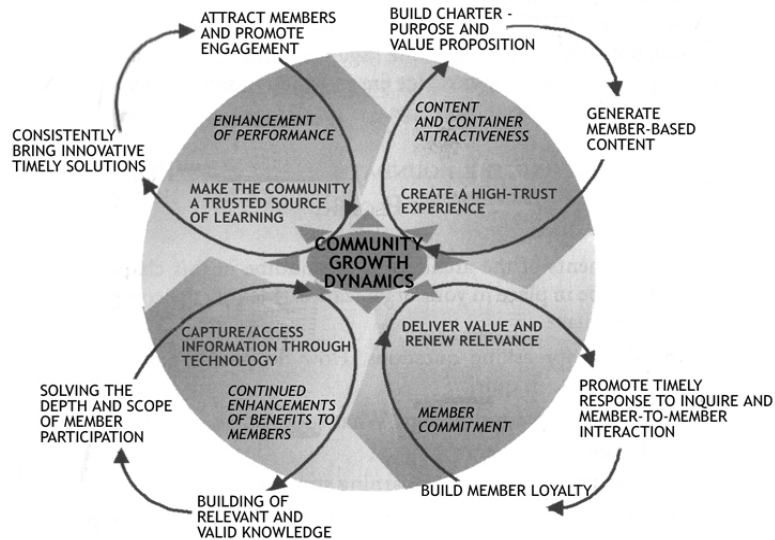 ATTRACT MEMBERS
AND PROMOTE
ENGAGEMENT
BUILD CHARTER -
PURPOSE AND
VALUE PROPOSITION
CONSISTENTLY
BRING INNOVATIVE
TIMELY SOLUTIONS
ENHANCEMENT
OF PERFORMANCE
CONTENT
AND CONTAINER
ATTRACTIVENESS
GENERATE
MEMBER-BASED
CONTENT
MAKE THE COMMUNITY
A TRUSTED SOURCE
OF LEARNING
CREATE A HIGH-TRUST
EXPERIENCE
COMMUNITY
GROWTH
DYNAMICS
CAPTURE/ACCESS
INFORMATION THROUGH
TECHNOLOGY
DELIVER VALUE AND
RENEW RELEVANCE
SOLVING THE
DEPTH AND SCOPE
OF MEMBER
PARTICIPATION
CONTINUED
ENHANCEMENTS
OF BENEFITS TO
MEMBERS
MEMBER
COMMITMENT
PROMOTE TIMELY
RESPONSE TO INQUIRE AND
MEMBER-TO-MEMBER
INTERACTION
BUILDING OF
RELEVANT AND
VALID KNOWLEDGE
BUILD MEMBER LOYALTY